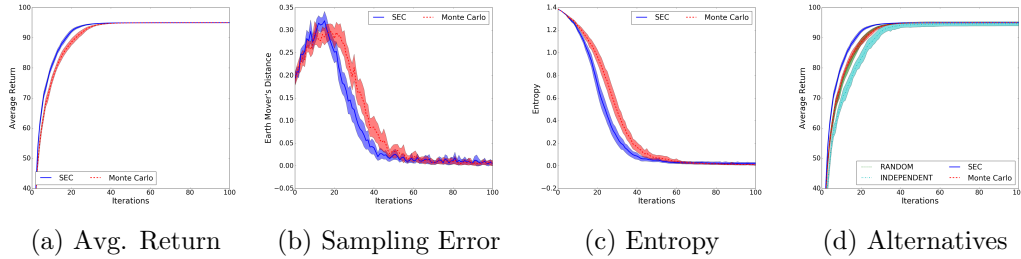 100
90
80
70
60
50
40
0 20 40 60 80 100
Average Return
Iterations
SEC Monte Carlo
(a) Avg. Return
0.35
0.30
0.25
0.20
0.15
0.10
0.05
0.00
−0.05
0 20 40 60 80 100
Earth Mover's Distance
Iterations
SEC Monte Carlo
(b) Sampling Error
1.4
1.2
1.0
0.8
0.6
0.4
0.2
0.0
−0.2
0 20 40 60 80 100
Entropy
Iterations
SEC Monte Carlo
(c) Entropy
100
90
80
70
60
50
40
0 20 40 60 80 100
Average Return
Iterations
RANDOM SEC
INDEPENDENT Monte Carlo
(d) Alternatives